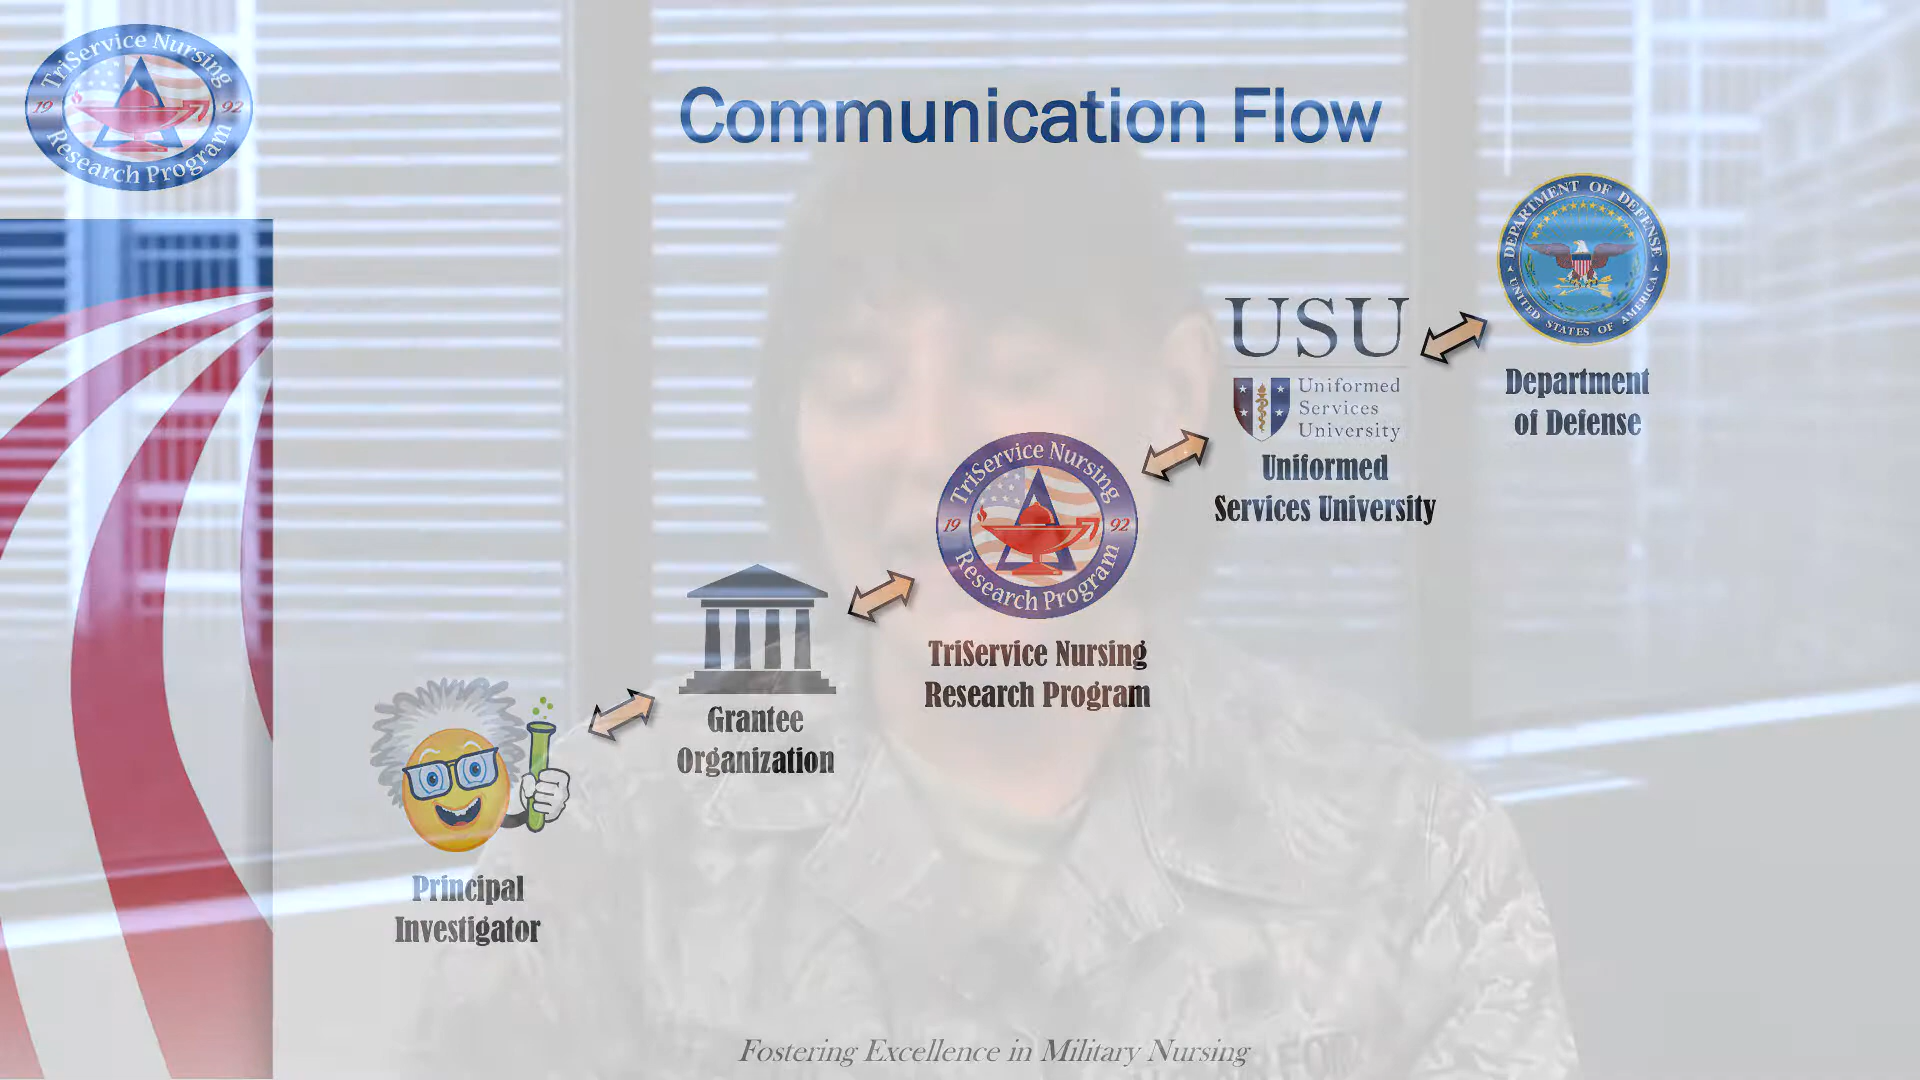 TriService Nursing
19 92
Research Program
Communication Flow
DEPARTMENT OF DEFENSE
UNITED STATES OF AMERICA
Department
of Defense
USU
Uniformed
Services
University
Uniformed
Services University
TriService Nursing
19 92
Research Program
TriService Nursing
Research Program
Grantee
Organization
Principal
Investigator
Fostering Excellence in Military Nursing